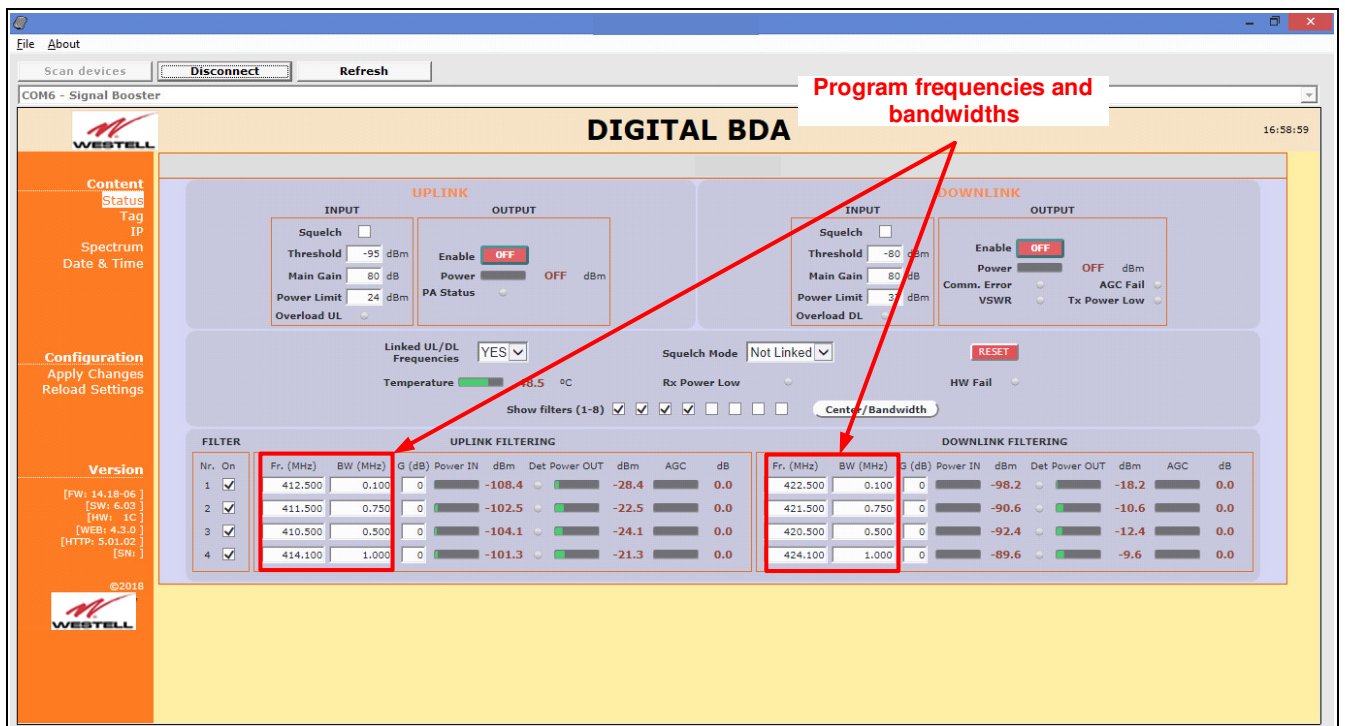 File About
Scan devices Disconnect Refresh
Program frequencies and
bandwidths
COM6 - Signal Booster
WESTELL
DIGITAL BDA
16:58:59
Content
Status
Tag
IP
Spectrum
Date & Time
Configuration
Apply Changes
Reload Settings
Version
[FW: 14.18-06 ]
[SW: 6.03 ]
[HW: 1C ]
[WEB: 4.3.0 ]
[HTTP: 5.01.02 ]
[SN: ]
©2018
WESTELL
UPLINK
INPUT OUTPUT
Squelch
Threshold -95 dBm Enable OFF
Main Gain 80 dB Power OFF dBm
Power Limit 24 dBm PA Status
Overload UL
DOWNLINK
INPUT OUTPUT
Squelch
Threshold -80 dBm Enable OFF
Main Gain 80 dB Power OFF dBm
Comm. Error AGC Fail
Power Limit dBm VSWR Tx Power Low
Overload DL
Linked UL/DL
Frequencies YES Squelch Mode Not Linked RESET
Temperature 48.5 ºC Rx Power Low HW Fail
Show filters (1-8) Center/Bandwidth
FILTER UPLINK FILTERING DOWNLINK FILTERING
Nr. On Fr. (MHz) BW (MHz) G (dB) Power IN dBm Det Power OUT dBm AGC dB Fr. (MHz) BW (MHz) G (dB) Power IN dBm Det Power OUT dBm AGC dB
1 412.500 0.100 0 -108.4 -28.4 0.0 422.500 0.100 0 -98.2 -18.2 0.0
2 411.500 0.750 0 -102.5 -22.5 0.0 421.500 0.750 0 -90.6 -10.6 0.0
3 410.500 0.500 0 -104.1 -24.1 0.0 420.500 0.500 0 -92.4 -12.4 0.0
4 414.100 1.000 0 -101.3 -21.3 0.0 424.100 1.000 0 -89.6 -9.6 0.0